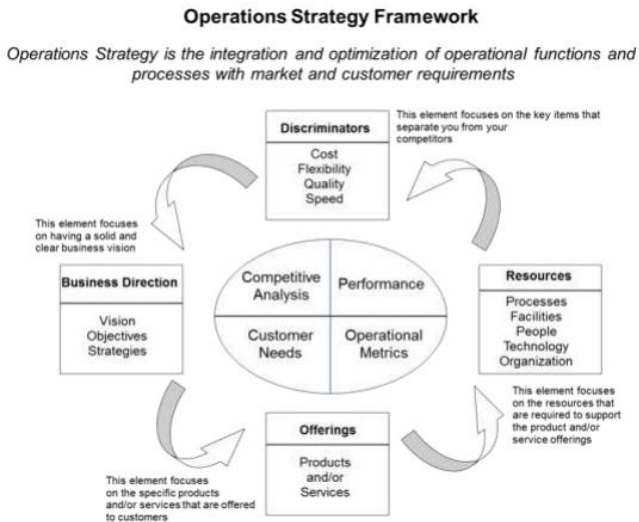 Operations Strategy Framework
Operations Strategy is the integration and optimization of operational functions and
processes with market and customer requirements
Discriminators
Cost
Flexibility
Quality
Speed
This element focuses on the key items that
separate you from your
competitors
This element focuses
on having a solid and
clear business vision
Business Direction
Vision
Objectives
Strategies
Competitive
Analysis
Performance
Customer
Needs
Operational
Metrics
Resources
Processes
Facilities
People
Technology
Organization
This element focuses
on the resources that
are required to support
the product and/or
service offerings
Offerings
Products
and/or
Services
This element focuses
on the specific products
and/or services that are offered
to customers